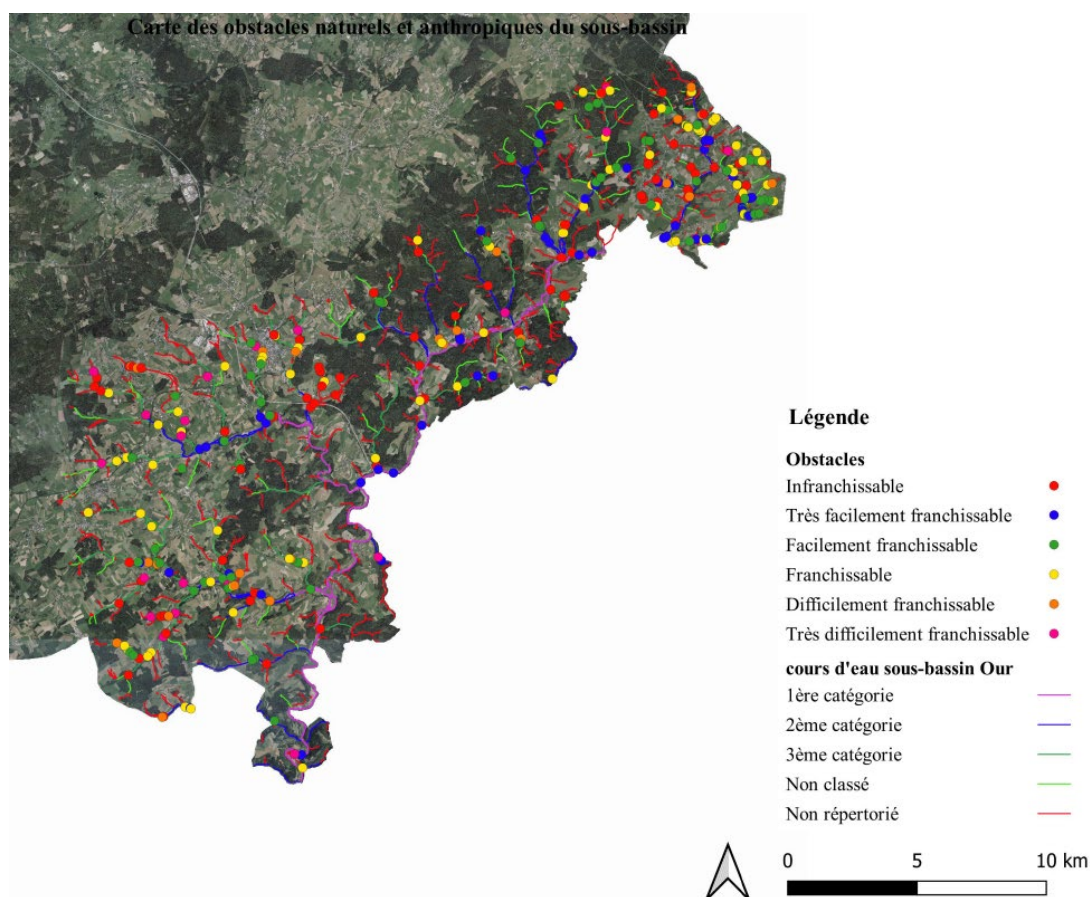 Carte des obstacles naturels et anthropiques du sous-bassin
Légende
Obstacles
Infranchissable
Très facilement franchissable
Facilement franchissable
Franchissable
Difficilement franchissable
Très difficilement franchissable
cours d'eau sous-bassin Our
1ère catégorie
2ème catégorie
3ème catégorie
Non classé
Non répertorié
0 5 10 km